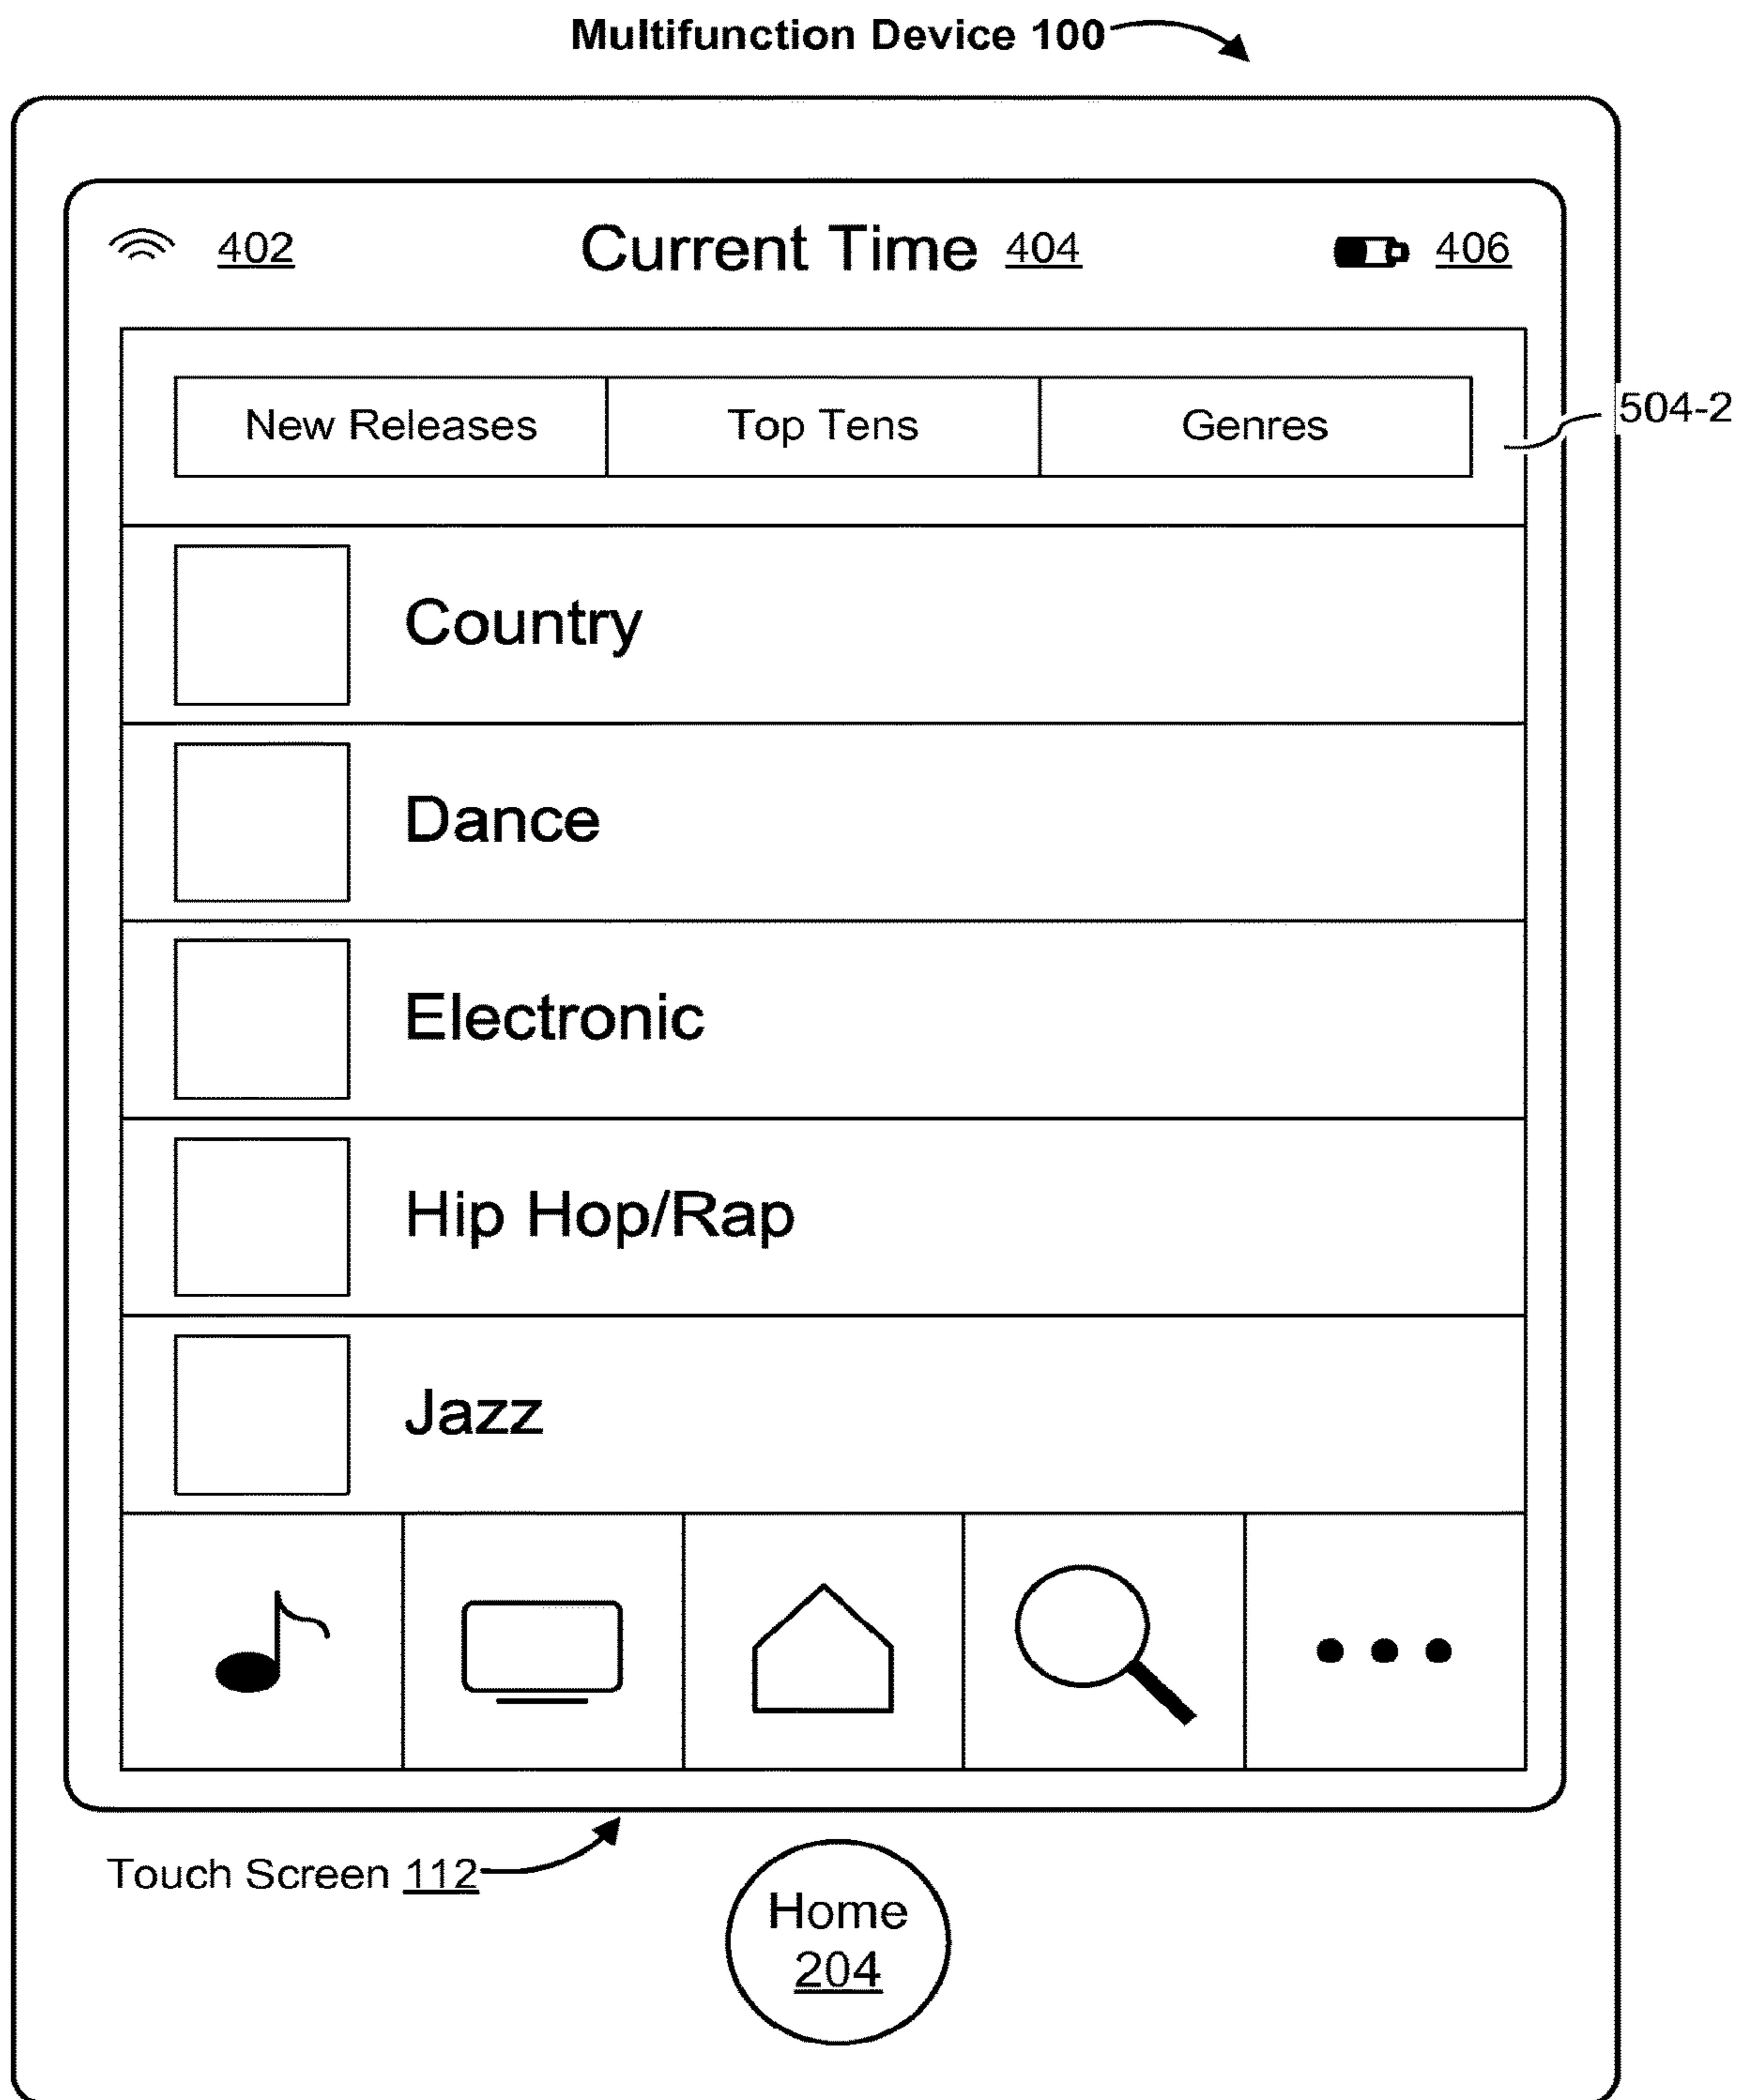 Multifunction Device 100
402 Current Time 404 406
504-2
New Releases Top Tens Genres
Country
Dance
Electronic
Hip Hop/Rap
Jazz
Touch Screen 112
Home
204